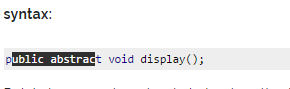 syntax:
public abstract void display();